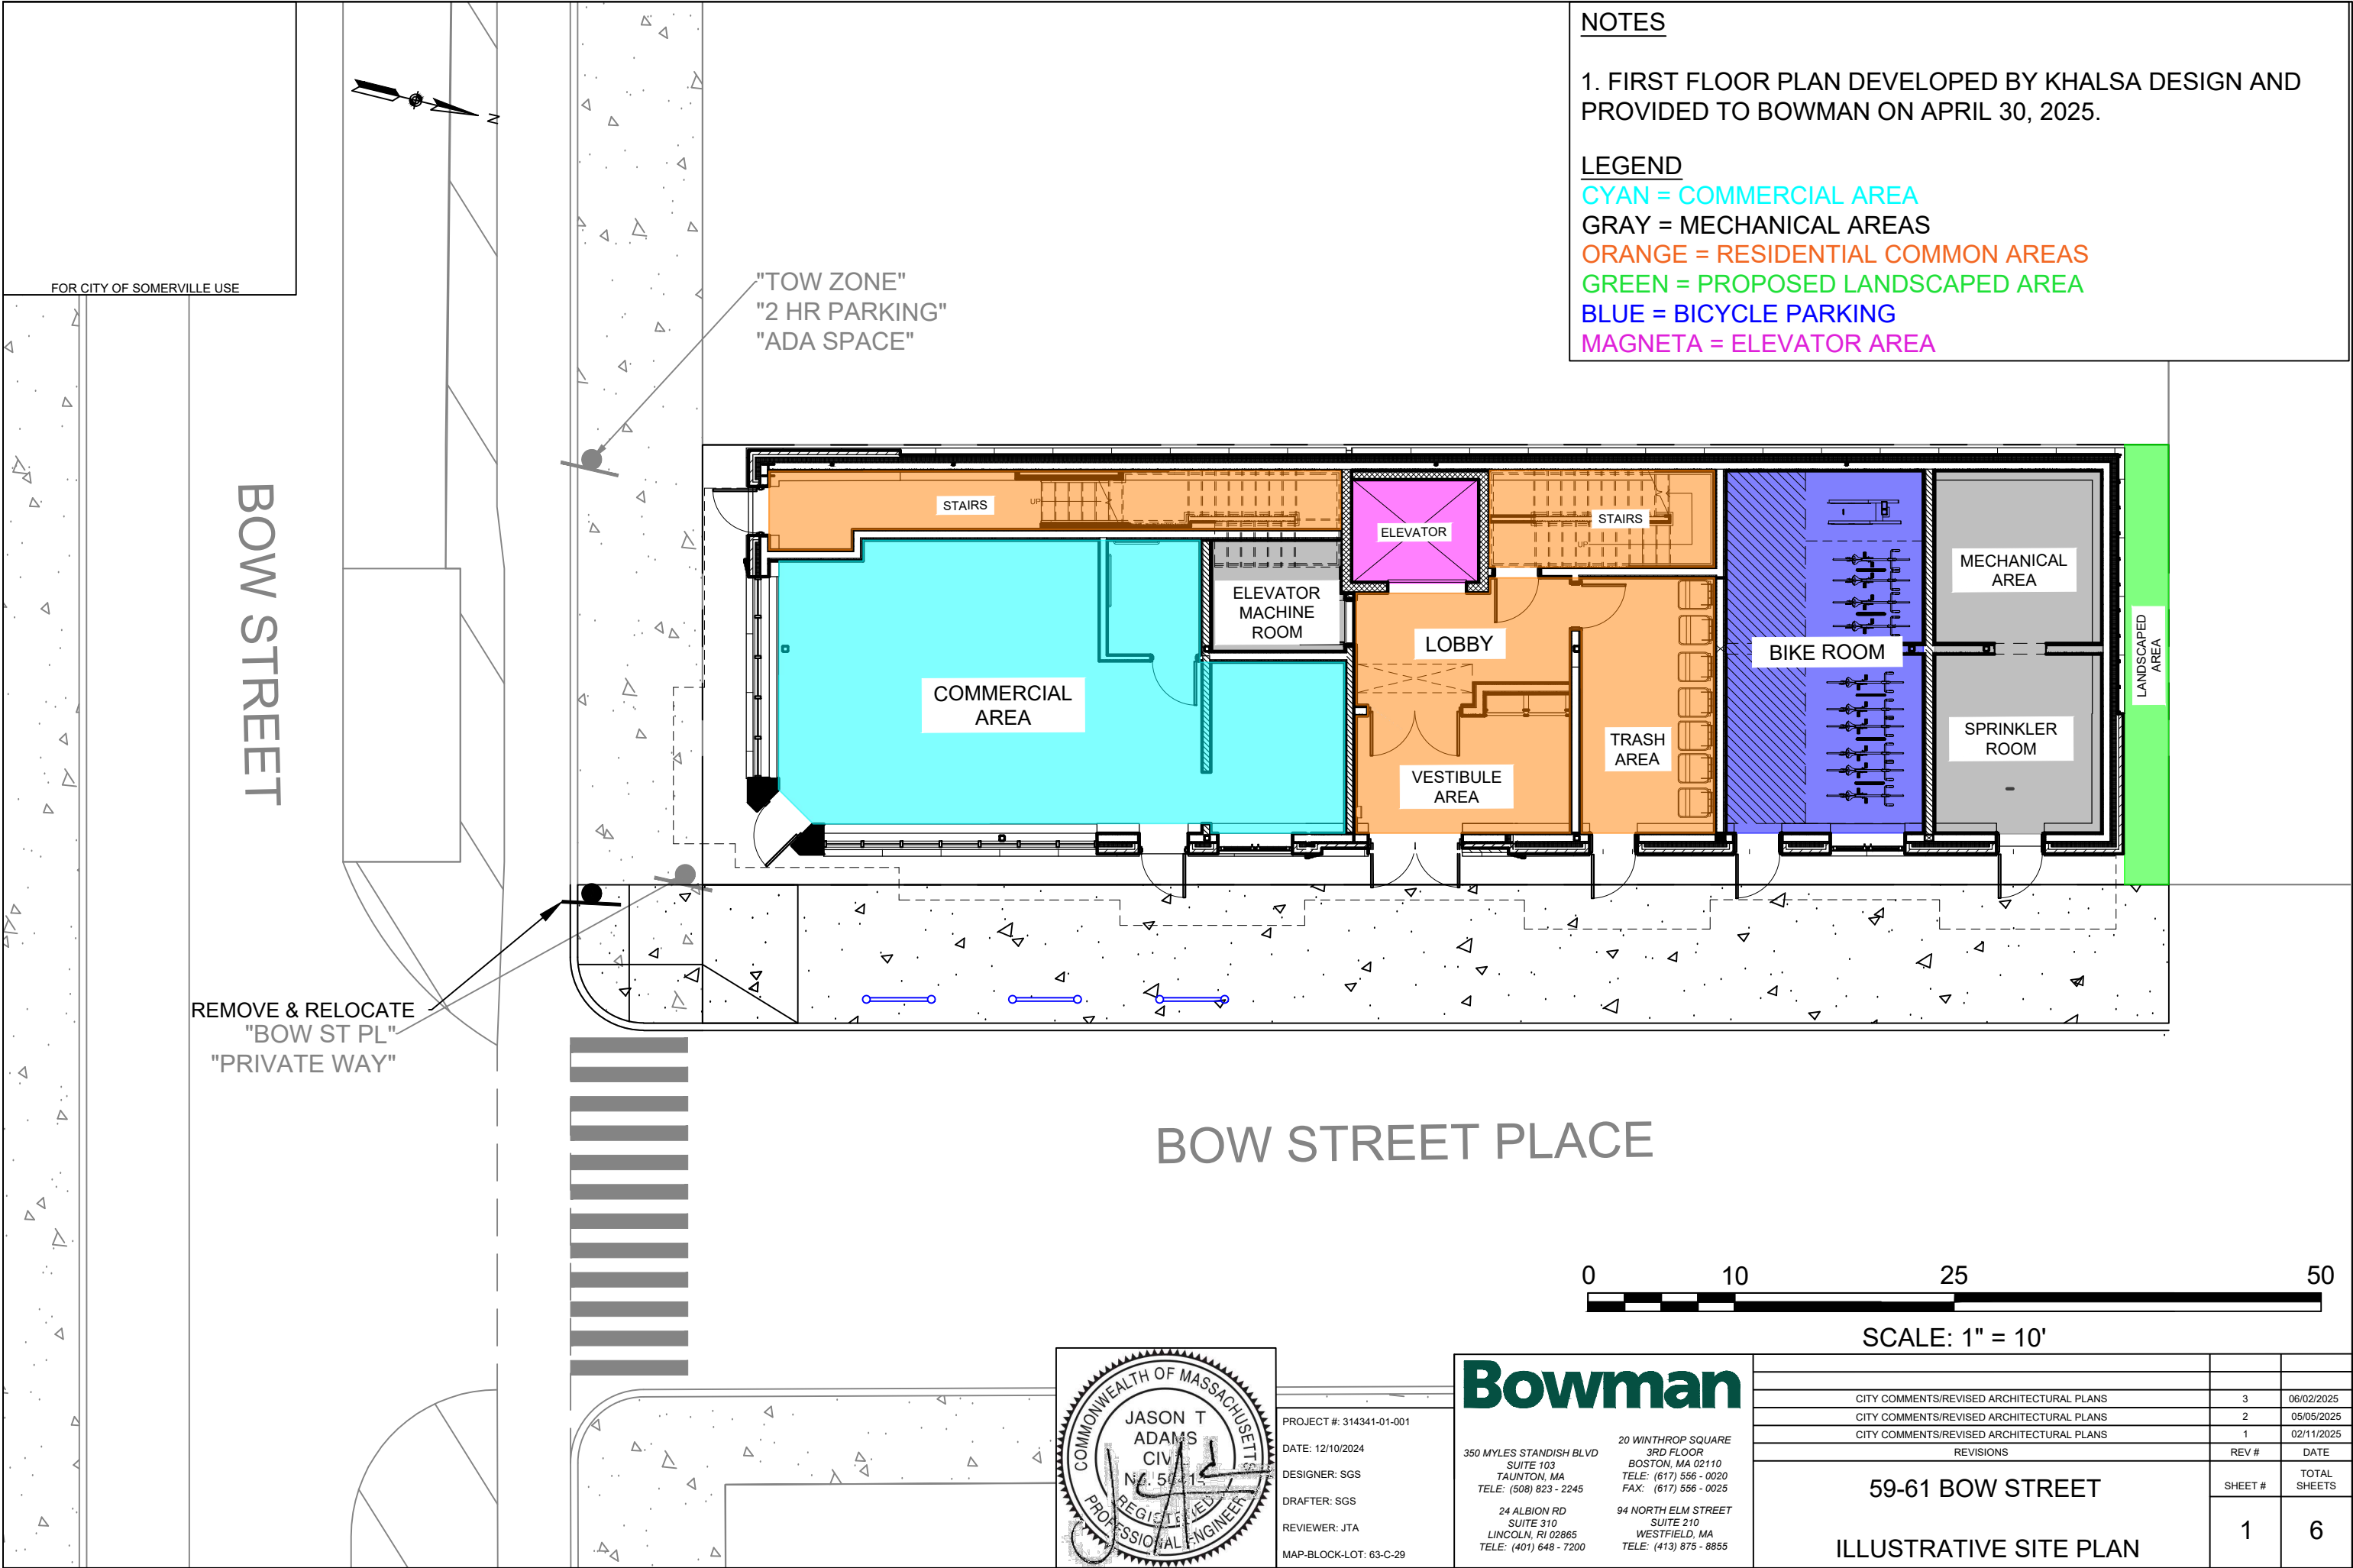 NOTES
1. FIRST FLOOR PLAN DEVELOPED BY KHALSA DESIGN AND
PROVIDED TO BOWMAN ON APRIL 30, 2025.
LEGEND
CYAN = COMMERCIAL AREA
GRAY = MECHANICAL AREAS
ORANGE = RESIDENTIAL COMMON AREAS
GREEN = PROPOSED LANDSCAPED AREA
BLUE = BICYCLE PARKING
MAGNETA = ELEVATOR AREA
FOR CITY OF SOMERVILLE USE
N
"TOW ZONE"
"2 HR PARKING"
"ADA SPACE"
BOW STREET
STAIRS
UP
ELEVATOR
STAIRS
UP
ELEVATOR
MACHINE
ROOM
LOBBY
COMMERCIAL
AREA
VESTIBULE
AREA
TRASH
AREA
BIKE ROOM
MECHANICAL
AREA
SPRINKLER
ROOM
LANDSCAPED
AREA
REMOVE & RELOCATE
"BOW ST PL"
"PRIVATE WAY"
BOW STREET PLACE
0 10 25 50
SCALE: 1" = 10'
COMMONWEALTH OF MASSACHUSETTS
JASON T
ADAMS
REGISTERED
PROFESSIONAL ENGINEER
PROJECT #: 314341-01-001
DATE: 12/10/2024
DESIGNER: SGS
DRAFTER: SGS
REVIEWER: JTA
MAP-BLOCK-LOT: 63-C-29
Bowman
350 MYLES STANDISH BLVD
SUITE 103
TAUNTON, MA
TELE: (508) 823 - 2245
20 WINTHROP SQUARE
3RD FLOOR
BOSTON, MA 02110
TELE: (617) 556 - 0020
FAX: (617) 556 - 0025
24 ALBION RD
SUITE 310
LINCOLN, RI 02865
TELE: (401) 648 - 7200
94 NORTH ELM STREET
SUITE 210
WESTFIELD, MA
TELE: (413) 875 - 8855
CITY COMMENTS/REVISED ARCHITECTURAL PLANS 3 06/02/2025
CITY COMMENTS/REVISED ARCHITECTURAL PLANS 2 05/05/2025
CITY COMMENTS/REVISED ARCHITECTURAL PLANS 1 02/11/2025
REVISIONS REV # DATE
59-61 BOW STREET
ILLUSTRATIVE SITE PLAN
SHEET #
1
TOTAL
SHEETS
6